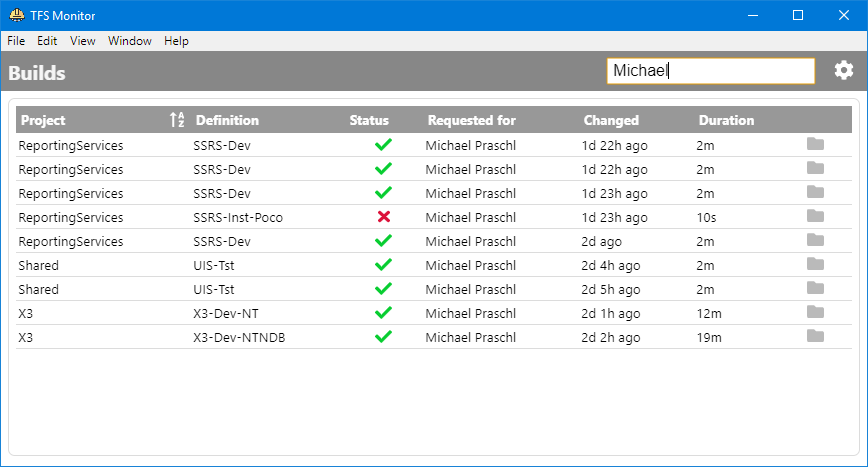 TFS Monitor
File Edit View Window Help
Builds Michael
Project AZ Definition Status Requested for Changed Duration
ReportingServices SSRS-Dev Michael Praschl 1d 22h ago 2m
ReportingServices SSRS-Dev Michael Praschl 1d 22h ago 2m
ReportingServices SSRS-Dev Michael Praschl 1d 23h ago 2m
ReportingServices SSRS-Inst-Poco Michael Praschl 1d 23h ago 10s
ReportingServices SSRS-Dev Michael Praschl 2d ago 2m
Shared UIS-Tst Michael Praschl 2d 4h ago 2m
Shared UIS-Tst Michael Praschl 2d 5h ago 2m
X3 X3-Dev-NT Michael Praschl 2d 1h ago 12m
X3 X3-Dev-NTNDB Michael Praschl 2d 2h ago 19m